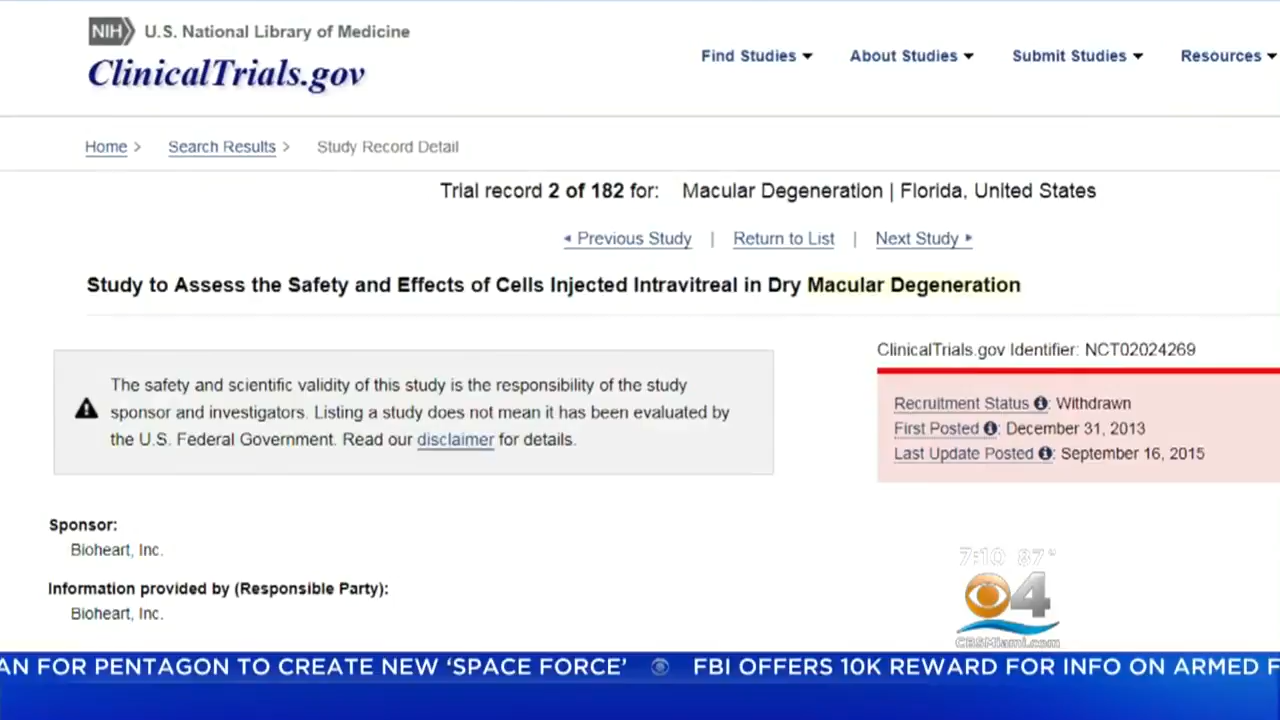 NIH U.S. National Library of Medicine
ClinicalTrials.gov
Find Studies About Studies Submit Studies Resources
Home > Search Results > Study Record Detail
Trial record 2 of 182 for: Macular Degeneration | Florida, United States
Previous Study | Return to List | Next Study
Study to Assess the Safety and Effects of Cells Injected Intravitreal in Dry Macular Degeneration
The safety and scientific validity of this study is the responsibility of the study
sponsor and investigators. Listing a study does not mean it has been evaluated by
the U.S. Federal Government. Read our disclaimer for details.
ClinicalTrials.gov Identifier: NCT02024269
Recruitment Status : Withdrawn
First Posted : December 31, 2013
Last Update Posted : September 16, 2015
Sponsor:
Bioheart, Inc.
Information provided by (Responsible Party):
Bioheart, Inc.
7:10 87°
4
CBSMiami.com
AN FOR PENTAGON TO CREATE NEW 'SPACE FORCE' FBI OFFERS 10K REWARD FOR INFO ON ARMED F